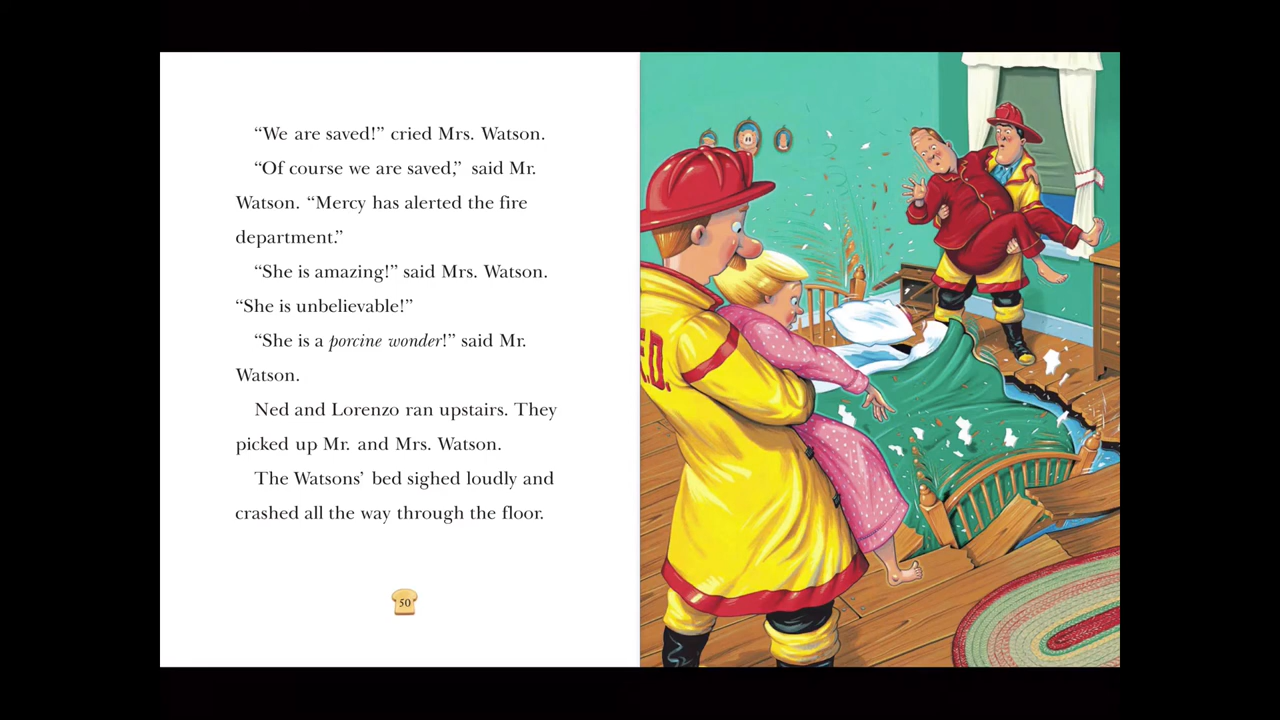 “We are saved!” cried Mrs. Watson.
“Of course we are saved,” said Mr.
Watson. “Mercy has alerted the fire
department.”
“She is amazing!” said Mrs. Watson.
“She is unbelievable!”
“She is a porcine wonder!” said Mr.
Watson.
Ned and Lorenzo ran upstairs. They
picked up Mr. and Mrs. Watson.
The Watsons’ bed sighed loudly and
crashed all the way through the floor.
50
.D.